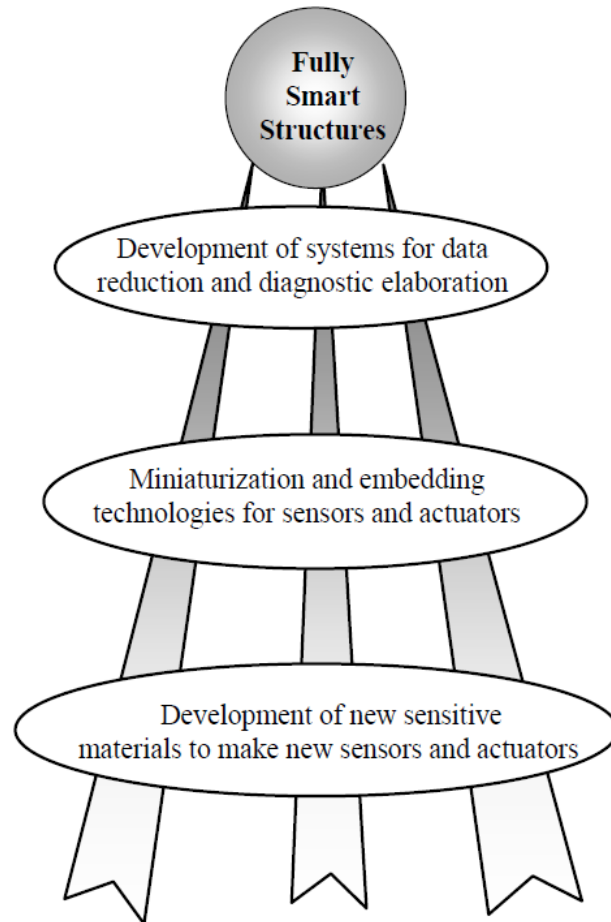 Fully
Smart
Structures
Development of systems for data
reduction and diagnostic elaboration
Miniaturization and embedding
technologies for sensors and actuators
Development of new sensitive
materials to make new sensors and actuators